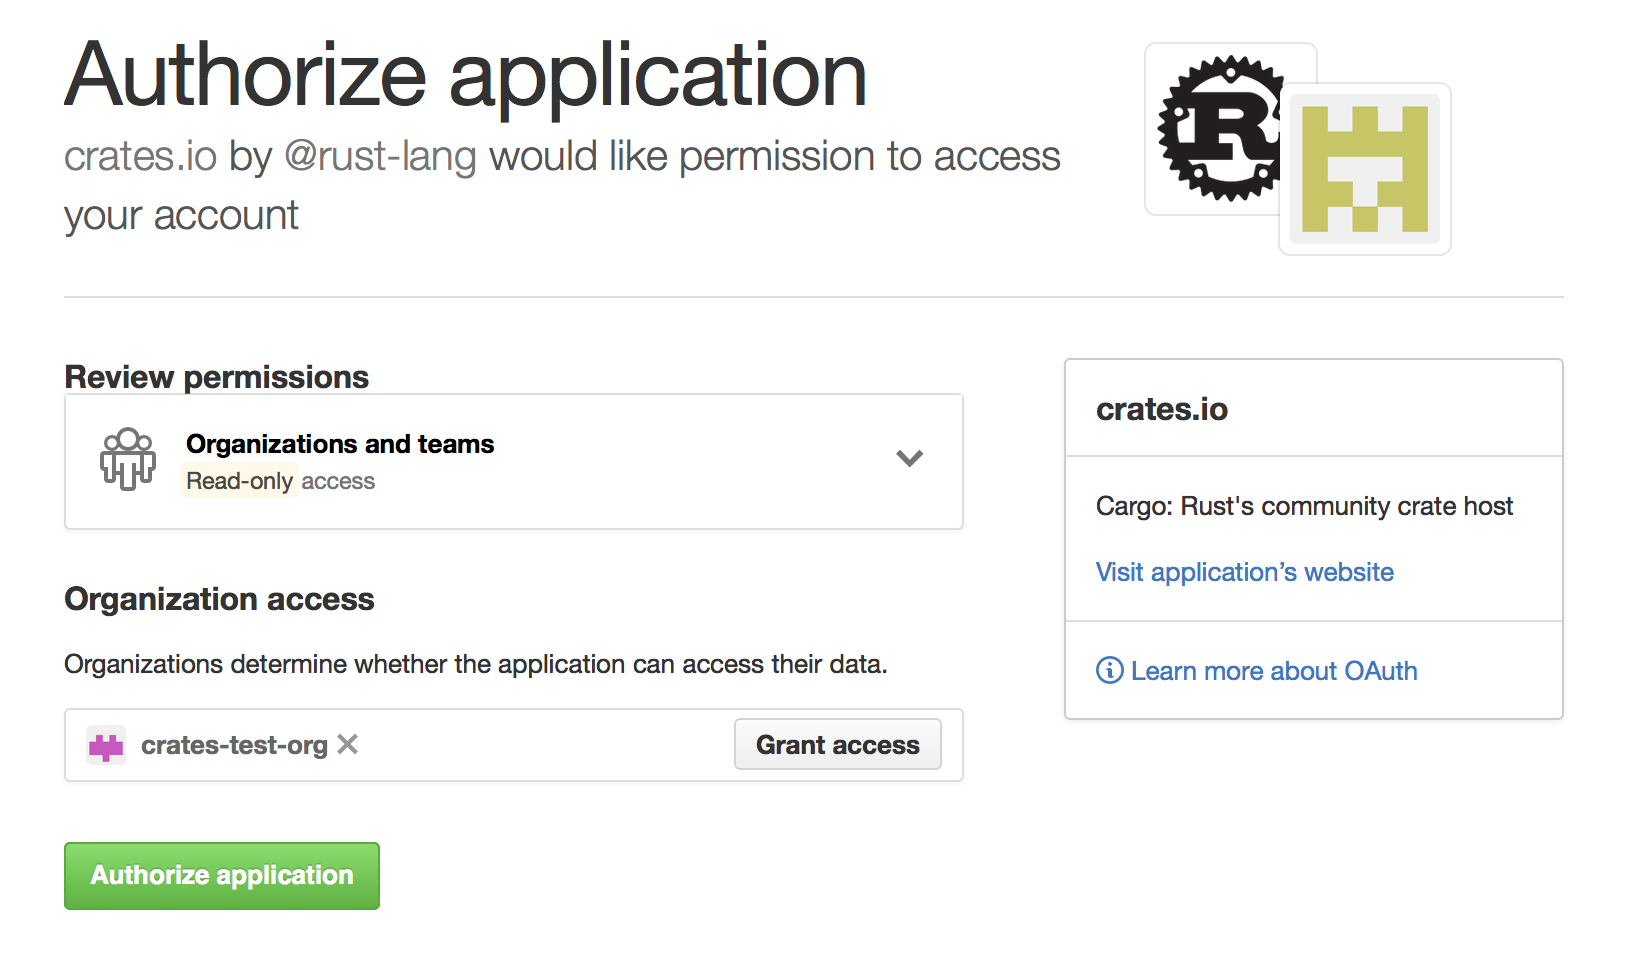 Authorize application
crates.io by @rust-lang would like permission to access
your account
R
Review permissions
Organizations and teams
Read-only access
Organization access
Organizations determine whether the application can access their data.
crates-test-org
Grant access
Authorize application
crates.io
Cargo: Rust's community crate host
Visit application’s website
Learn more about OAuth